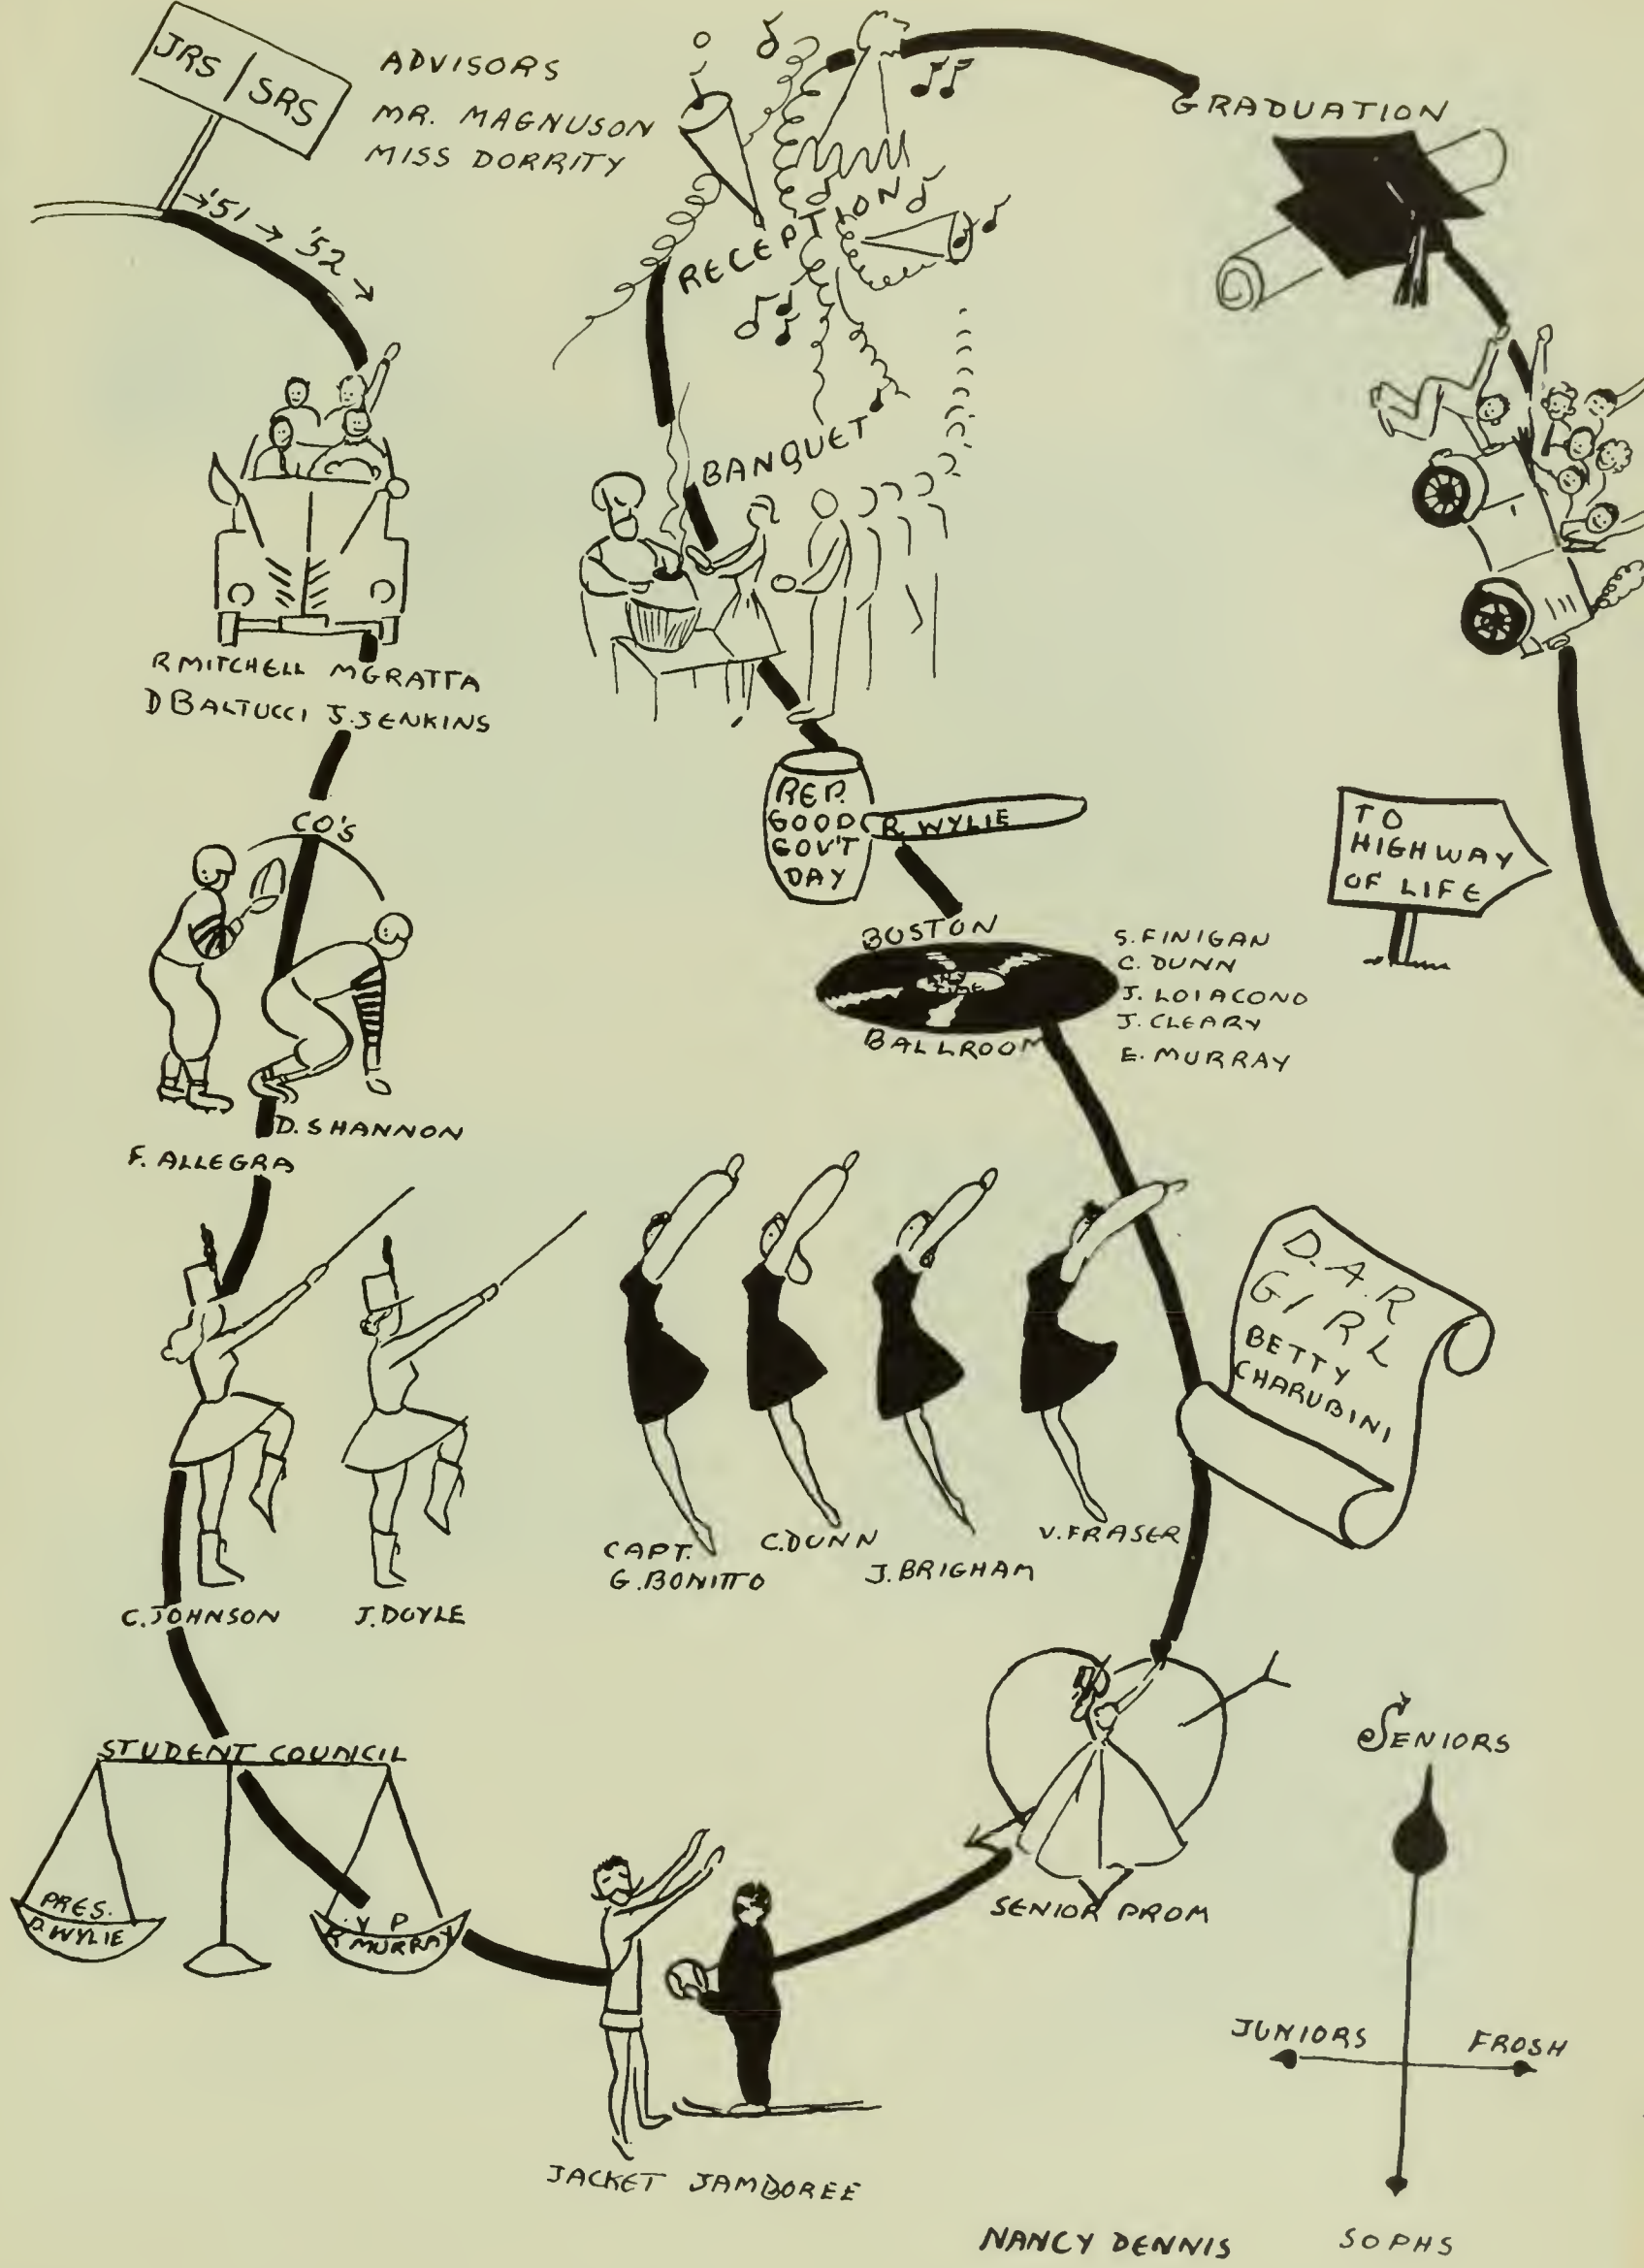 JRS / SRS
ADVISORS
MR. MAGNUSON
MISS DORRITY
→'51 → '52 →
R MITCHELL M GRATTA
D BALTUCCI J. JENKINS
CO'S
D. SHANNON
F. ALLEGRA
C. JOHNSON J. DOYLE
STUDENT COUNCIL
PRES.
WYLIE
V P
MURRAY
JACKET JAMBOREE
SENIOR PROM
D.A.R
GIRL
BETTY
CHARUBINI
CAPT.
G. BONITTO
C. DUNN
J. BRIGHAM
V. FRASER
BOSTON
BALLROOM
S. FINIGAN
C. DUNN
J. LOIACONO
J. CLEARY
E. MURRAY
REP.
GOOD
GOV'T
DAY
R WYLIE
BANQUET
RECEPTION
GRADUATION
TO
HIGHWAY
OF LIFE
SENIORS
JUNIORS FROSH
SOPHS
NANCY DENNIS